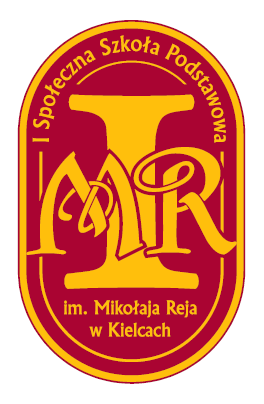 I Społeczna Szkoła Podstawowa
I
MR
im. Mikołaja Reja
w Kielcach